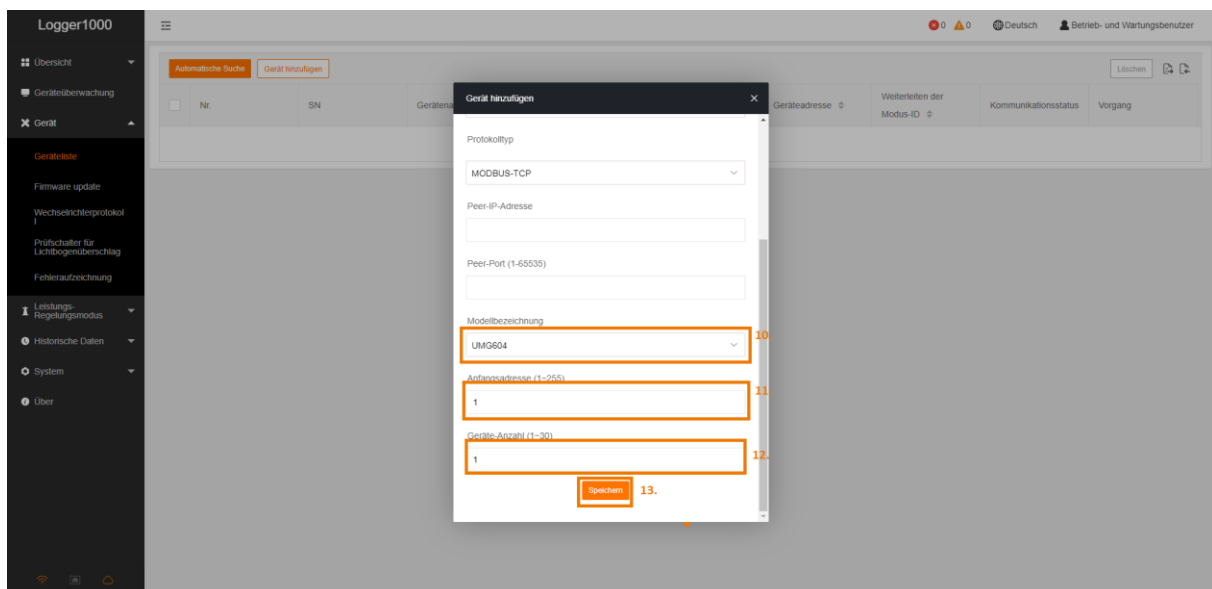 Logger1000
0 0 Deutsch Betrieb- und Wartungsbenutzer
Übersicht
Geräteüberwachung
Gerät
Geräteliste
Firmware update
Wechselrichterprotokol
l
Prüfschalter für
Lichtbogenüberschlag
Fehleraufzeichnung
Leistungs-
Regelungsmodus
Historische Daten
System
Über
Automatische Suche Gerät hinzufügen Löschen
Nr. SN Gerätena Geräteadresse Weiterleiten der
Modus-ID Kommunikationsstatus Vorgang
Gerät hinzufügen
Protokolltyp
MODBUS-TCP
Peer-IP-Adresse
Peer-Port (1-65535)
Modellbezeichnung
UMG604 10
Anfangsadresse (1~255)
1 11
Geräte-Anzahl (1~30)
1 12.
Speichern 13.